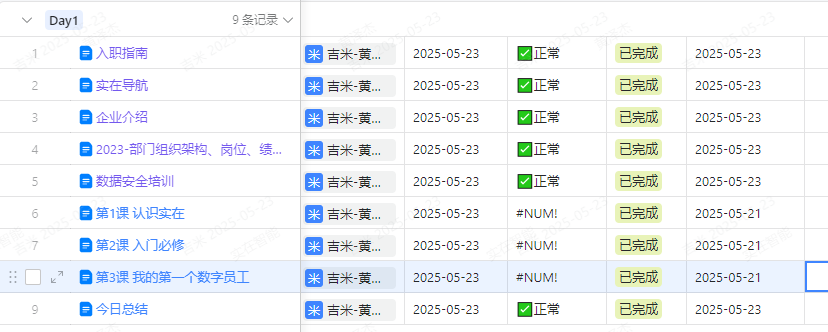 Day1 9 条记录
1 入职指南 米 吉米-黄... 2025-05-23 ✅正常 已完成 2025-05-23
2 实在导航 米 吉米-黄... 2025-05-23 ✅正常 已完成 2025-05-23
3 企业介绍 米 吉米-黄... 2025-05-23 ✅正常 已完成 2025-05-23
4 2023-部门组织架构、岗位、绩... 米 吉米-黄... 2025-05-23 ✅正常 已完成 2025-05-23
5 数据安全培训 米 吉米-黄... 2025-05-23 ✅正常 已完成 2025-05-23
6 第1课 认识实在 米 吉米-黄... 2025-05-23 #NUM! 已完成 2025-05-21
7 第2课 入门必修 米 吉米-黄... 2025-05-23 #NUM! 已完成 2025-05-21
第3课 我的第一个数字员工 米 吉米-黄... 2025-05-23 #NUM! 已完成 2025-05-21
9 今日总结 米 吉米-黄... 2025-05-23 ✅正常 已完成 2025-05-23